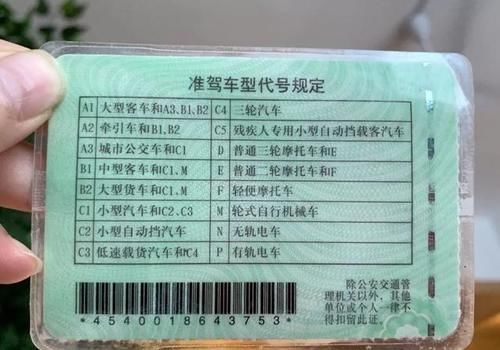 准驾车型代号规定
A1 大型客车和A3、B1、B2 C4 三轮汽车
A2 牵引车和B1、B2 C5 残疾人专用小型自动挡载客汽车
A3 城市公交车和C1 D 普通三轮摩托车和E
B1 中型客车和C1、M E 普通二轮摩托车和F
B2 大型货车和C1、M F 轻便摩托车
C1 小型汽车和C2、C3 M 轮式自行机械车
C2 小型自动挡汽车 N 无轨电车
C3 低速载货汽车和C4 P 有轨电车
除公安交通管
理机关以外，其他
单位或个人一律不
得扣留此证。
*4540018643753*